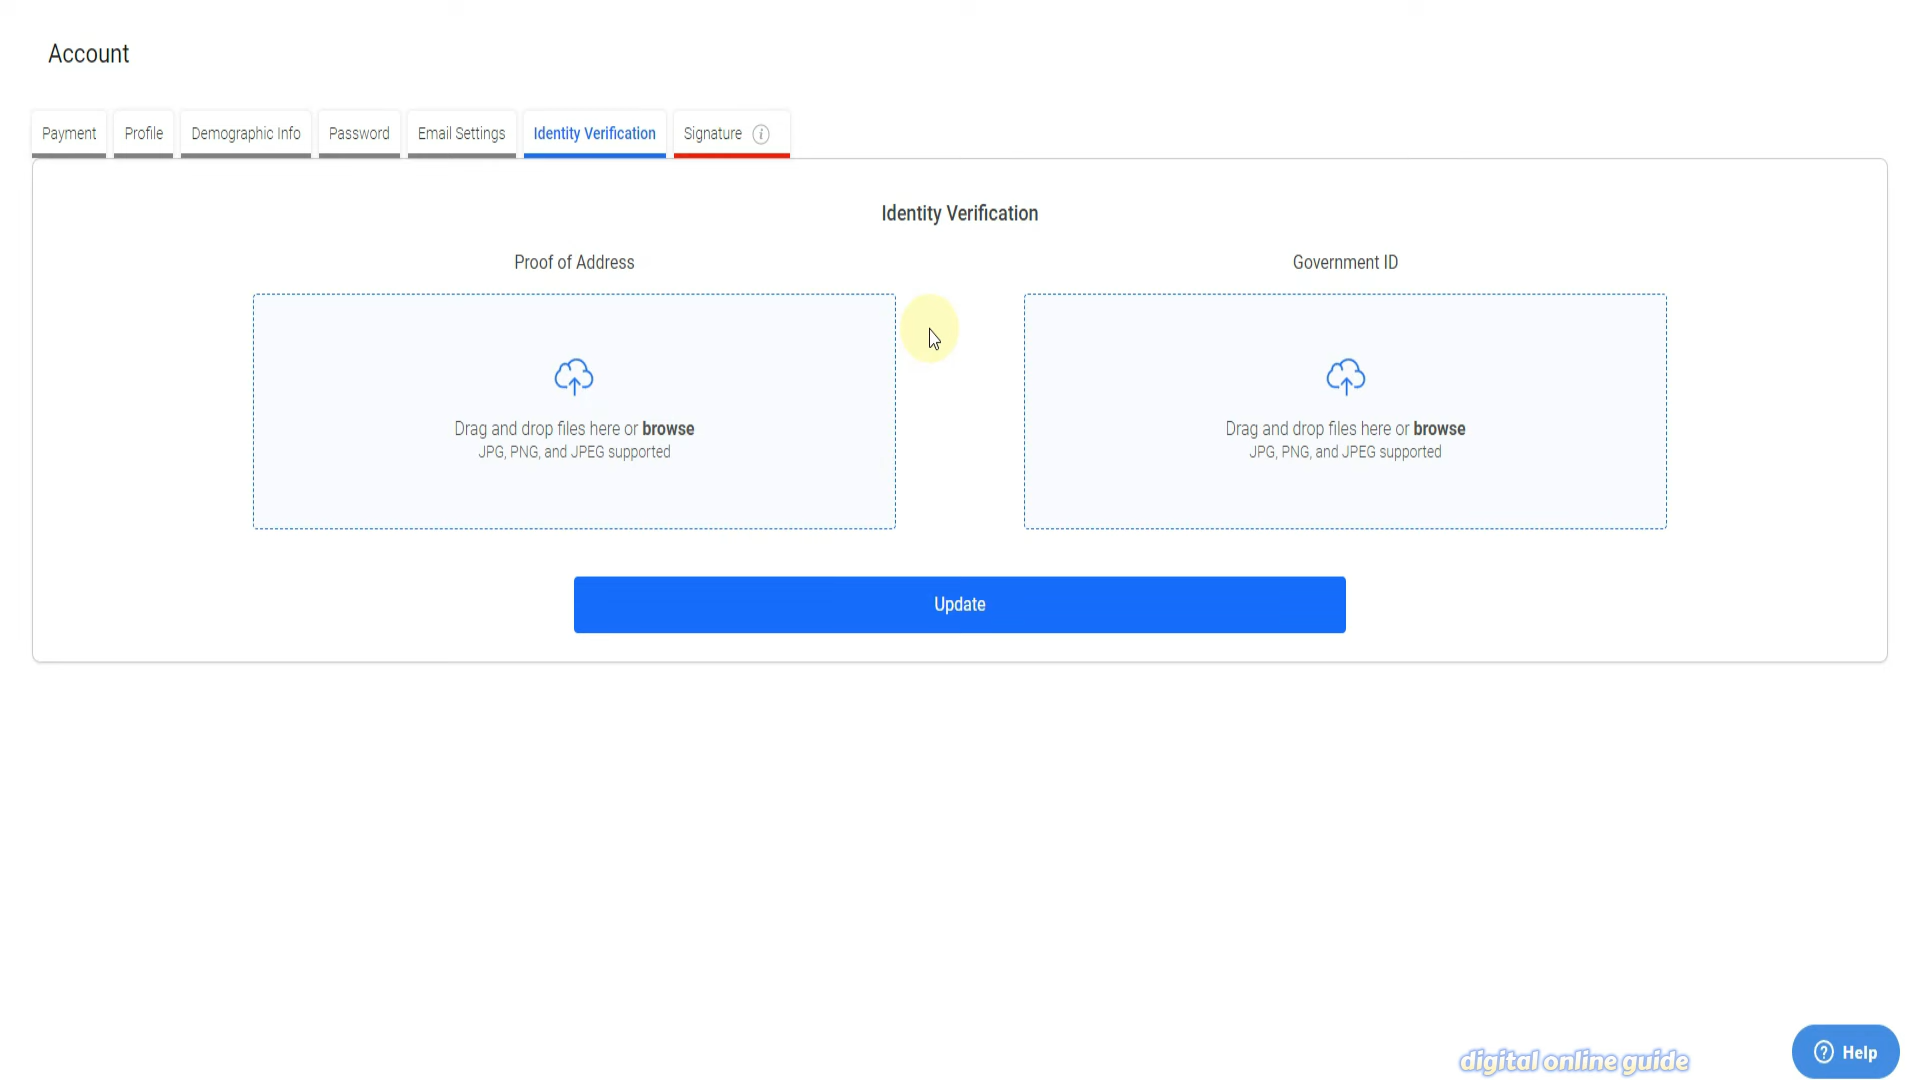 Account
Payment
Profile
Demographic Info
Password
Email Settings
Identity Verification
Signature
Identity Verification
Proof of Address
Government ID
Drag and drop files here or browse
JPG, PNG, and JPEG supported
Drag and drop files here or browse
JPG, PNG, and JPEG supported
Update
digital online guide
Help